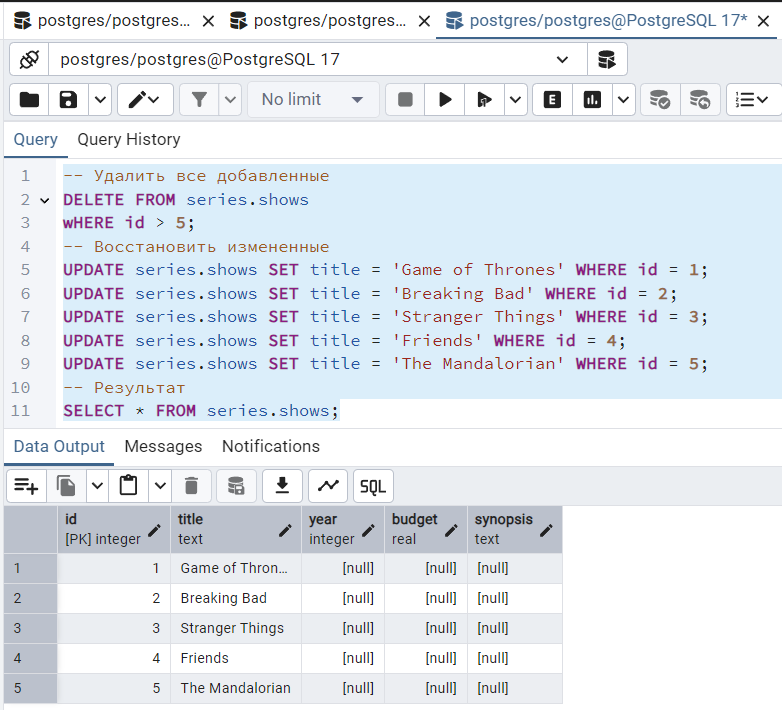 postgres/postgres... postgres/postgres... postgres/postgres@PostgreSQL 17*
postgres/postgres@PostgreSQL 17
No limit E
Query Query History
1 -- Удалить все добавленные
2 DELETE FROM series.shows
3 wHERE id > 5;
4 -- Восстановить измененные
5 UPDATE series.shows SET title = 'Game of Thrones' WHERE id = 1;
6 UPDATE series.shows SET title = 'Breaking Bad' WHERE id = 2;
7 UPDATE series.shows SET title = 'Stranger Things' WHERE id = 3;
8 UPDATE series.shows SET title = 'Friends' WHERE id = 4;
9 UPDATE series.shows SET title = 'The Mandalorian' WHERE id = 5;
10 -- Результат
11 SELECT * FROM series.shows;
Data Output Messages Notifications
SQL
id title year budget synopsis
[PK] integer text integer real text
1 1 Game of Thron... [null] [null] [null]
2 2 Breaking Bad [null] [null] [null]
3 3 Stranger Things [null] [null] [null]
4 4 Friends [null] [null] [null]
5 5 The Mandalorian [null] [null] [null]